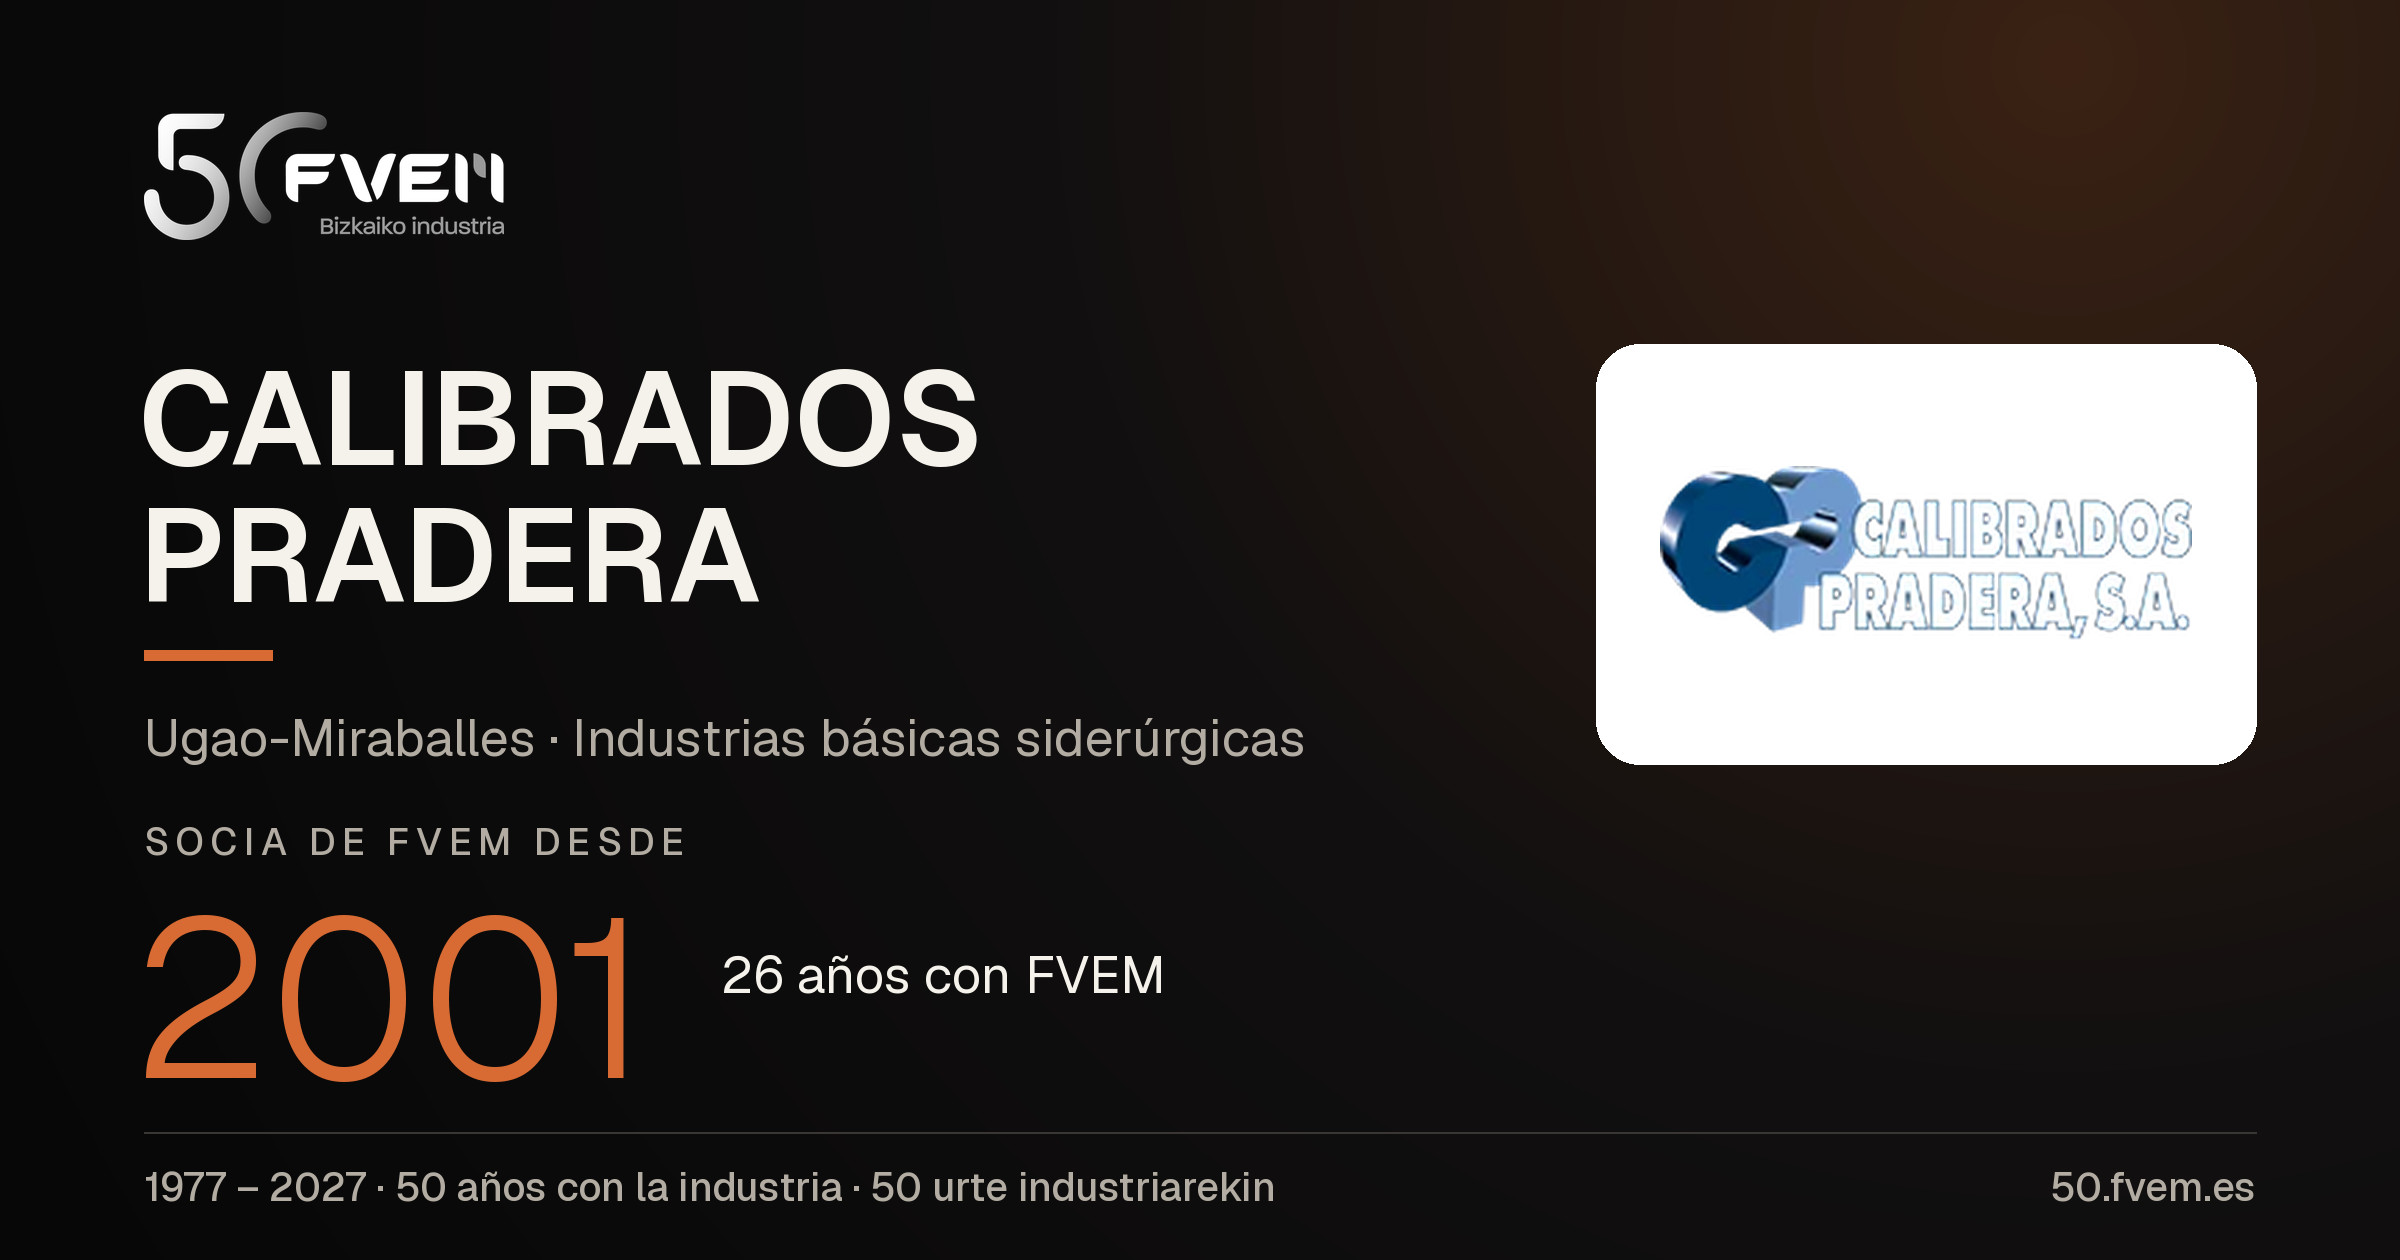 50 FVEM
Bizkaiko industria
CALIBRADOS
PRADERA
CALIBRADOS
PRADERA, S.A.
Ugao-Miraballes · Industrias básicas siderúrgicas
SOCIA DE FVEM DESDE
2001
26 años con FVEM
1977 – 2027 · 50 años con la industria · 50 urte industriarekin
50.fvem.es